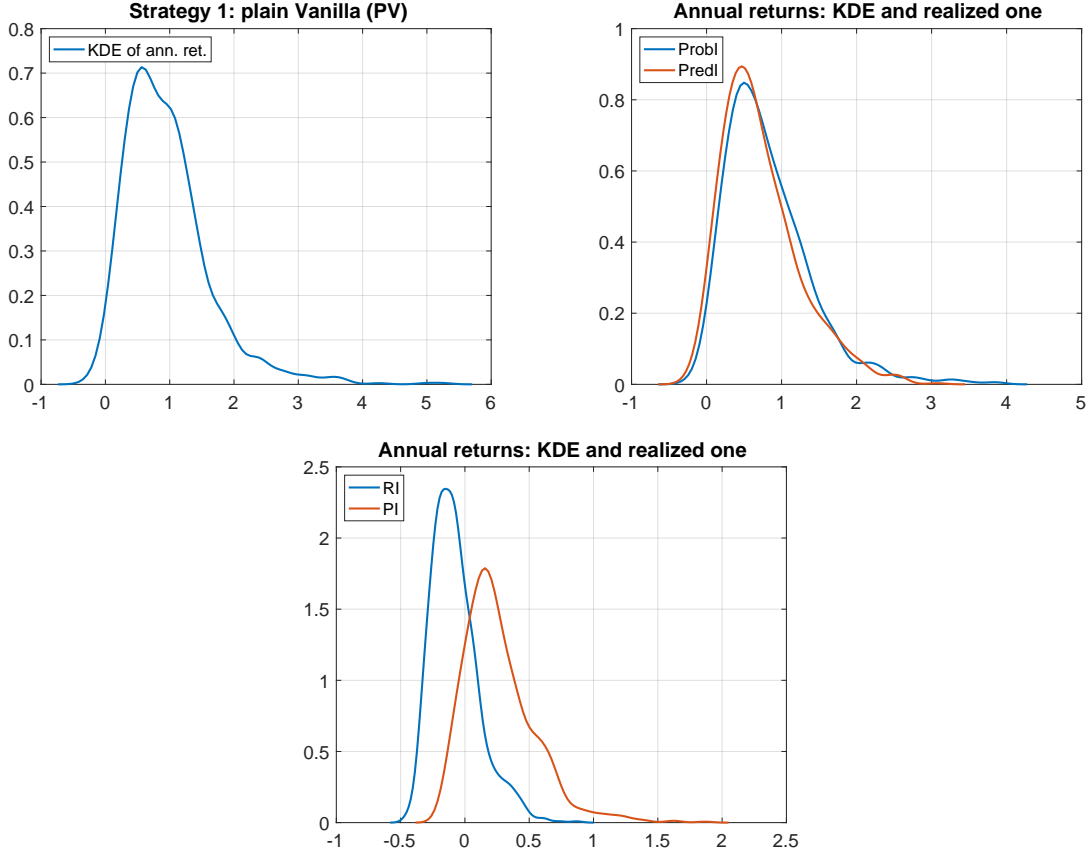 Strategy 1: plain Vanilla (PV)
KDE of ann. ret.
0.8
0.7
0.6
0.5
0.4
0.3
0.2
0.1
0
-1 0 1 2 3 4 5 6
Annual returns: KDE and realized one
ProbI
PredI
1
0.8
0.6
0.4
0.2
0
-1 0 1 2 3 4 5
Annual returns: KDE and realized one
RI
PI
2.5
2
1.5
1
0.5
0
-1 -0.5 0 0.5 1 1.5 2 2.5